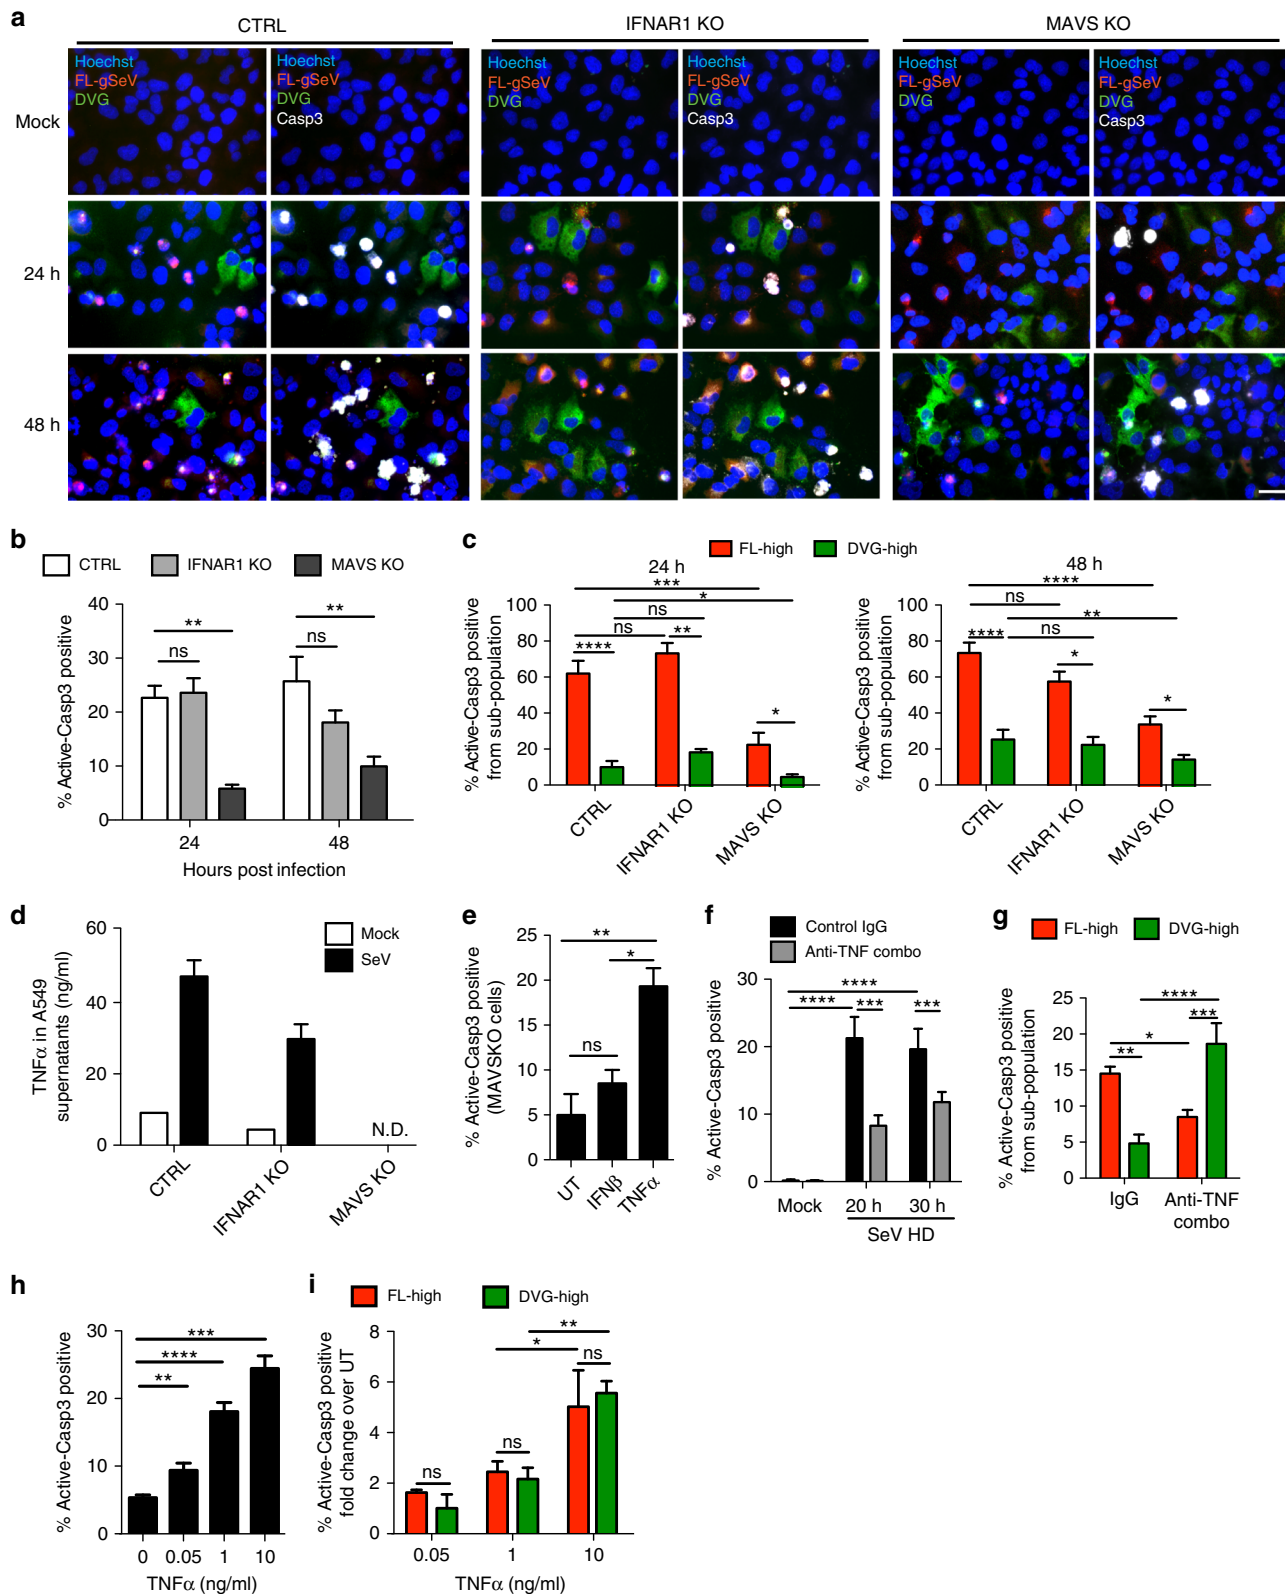 a
CTRL
IFNAR1 KO
MAVS KO
Hoechst
FL-gSeV
DVG
Hoechst
FL-gSeV
DVG
Casp3
Hoechst
FL-gSeV
DVG
Hoechst
FL-gSeV
DVG
Casp3
Hoechst
FL-gSeV
DVG
Hoechst
FL-gSeV
DVG
Casp3
Mock
24 h
48 h
b
CTRL IFNAR1 KO MAVS KO
% Active-Casp3 positive
40
30
20
10
0
**
ns
**
ns
24 48
Hours post infection
c
FL-high DVG-high
24 h
% Active-Casp3 positive
from sub-population
100
80
60
40
20
0
***
*
ns
ns
**
****
*
CTRL
IFNAR1 KO
MAVS KO
48 h
% Active-Casp3 positive
from sub-population
100
80
60
40
20
0
****
ns
**
****
ns
*
*
CTRL
IFNAR1 KO
MAVS KO
d
Mock
SeV
TNFα in A549
supernatants (ng/ml)
60
40
20
0
N.D.
CTRL
IFNAR1 KO
MAVS KO
e
% Active-Casp3 positive
(MAVSKO cells)
25
20
15
10
5
0
**
*
ns
UT
IFNβ
TNFα
f
Control IgG
Anti-TNF combo
% Active-Casp3 positive
30
20
10
0
****
****
***
***
Mock 20 h 30 h
SeV HD
g
FL-high DVG-high
% Active-Casp3 positive
from sub-population
25
20
15
10
5
0
****
***
*
**
IgG Anti-TNF
combo
h
% Active-Casp3 positive
30
20
10
0
***
****
**
0 0.05 1 10
TNFα (ng/ml)
i
FL-high DVG-high
% Active-Casp3 positive
fold change over UT
8
6
4
2
0
**
*
ns
ns
ns
0.05 1 10
TNFα (ng/ml)